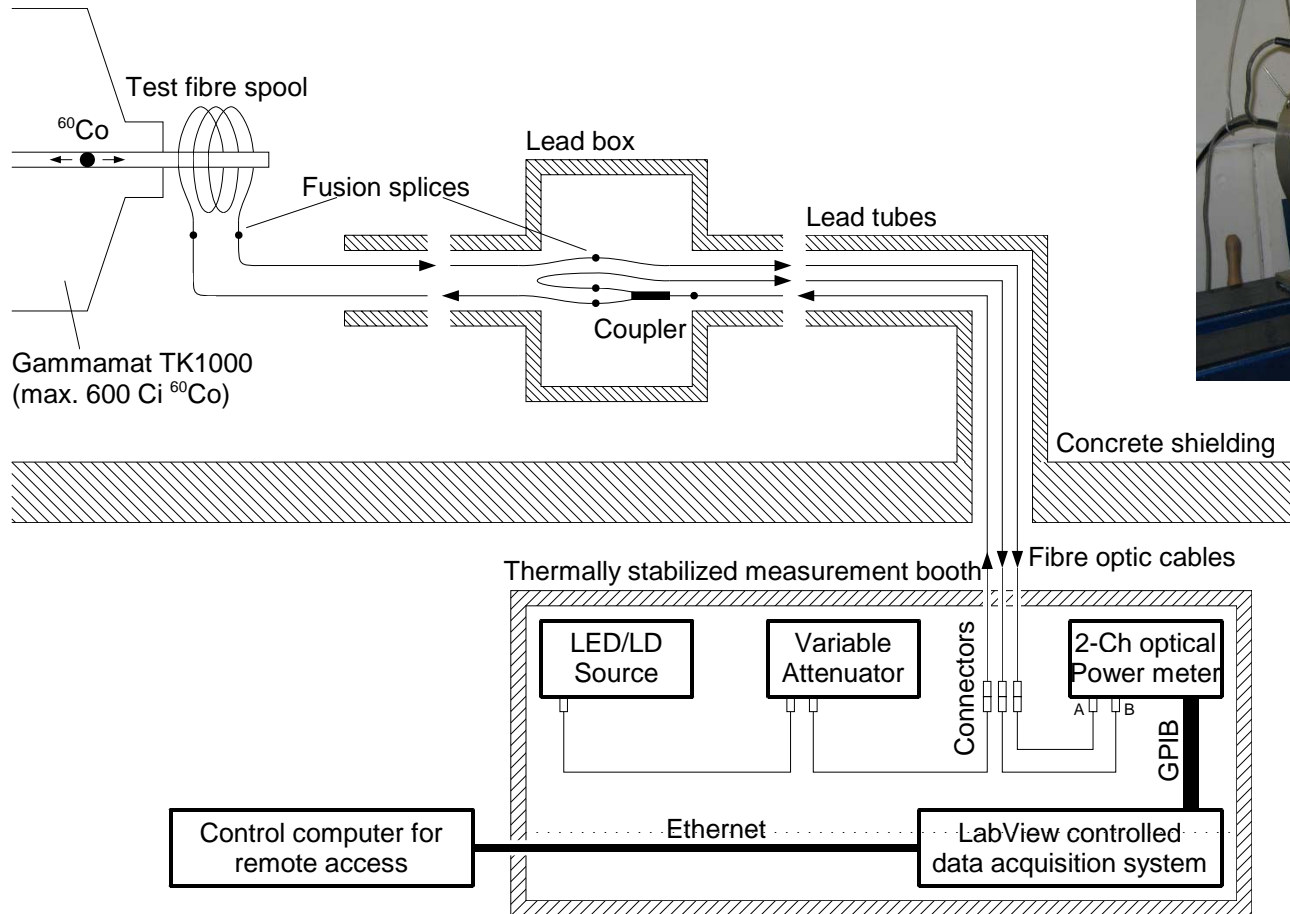 Test fibre spool
60Co
Lead box
Fusion splices
Lead tubes
Coupler
Gammamat TK1000
(max. 600 Ci 60Co)
Concrete shielding
Fibre optic cables
Thermally stabilized measurement booth
LED/LD
Source
Variable
Attenuator
Connectors
2-Ch optical
Power meter
A
B
GPIB
Ethernet
Control computer for
remote access
LabView controlled
data acquisition system